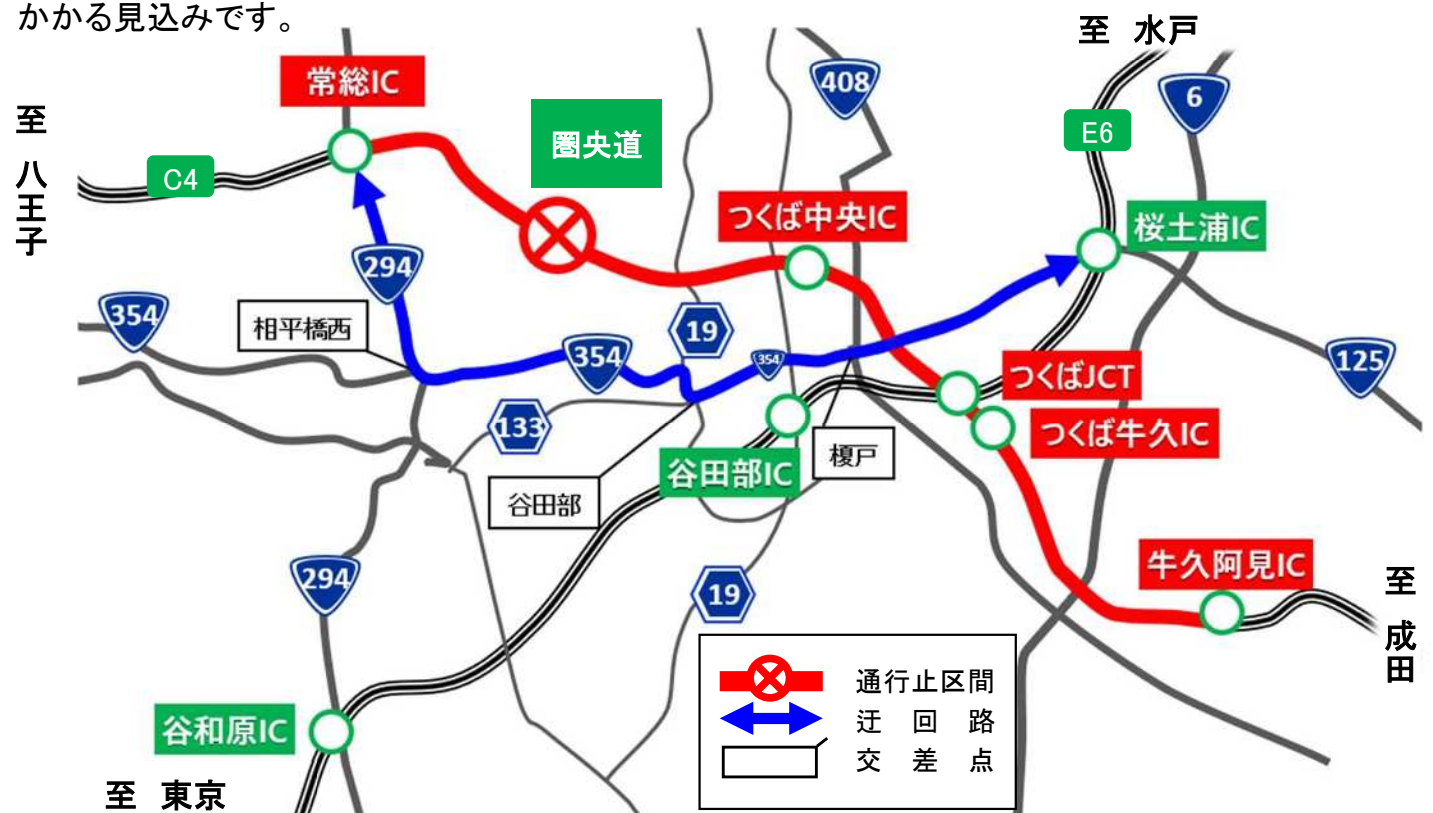 かかる見込みです。
至 水戸
常総IC
408
6
至 八王子
圏央道
E6
C4
つくば中央IC
桜土浦IC
294
354
相平橋西
19
354
354
125
つくばJCT
133
つくば牛久IC
榎戸
谷田部IC
谷田部
牛久阿見IC
294
19
至 成田
通行止区間
迂回路
交差点
谷和原IC
至 東京